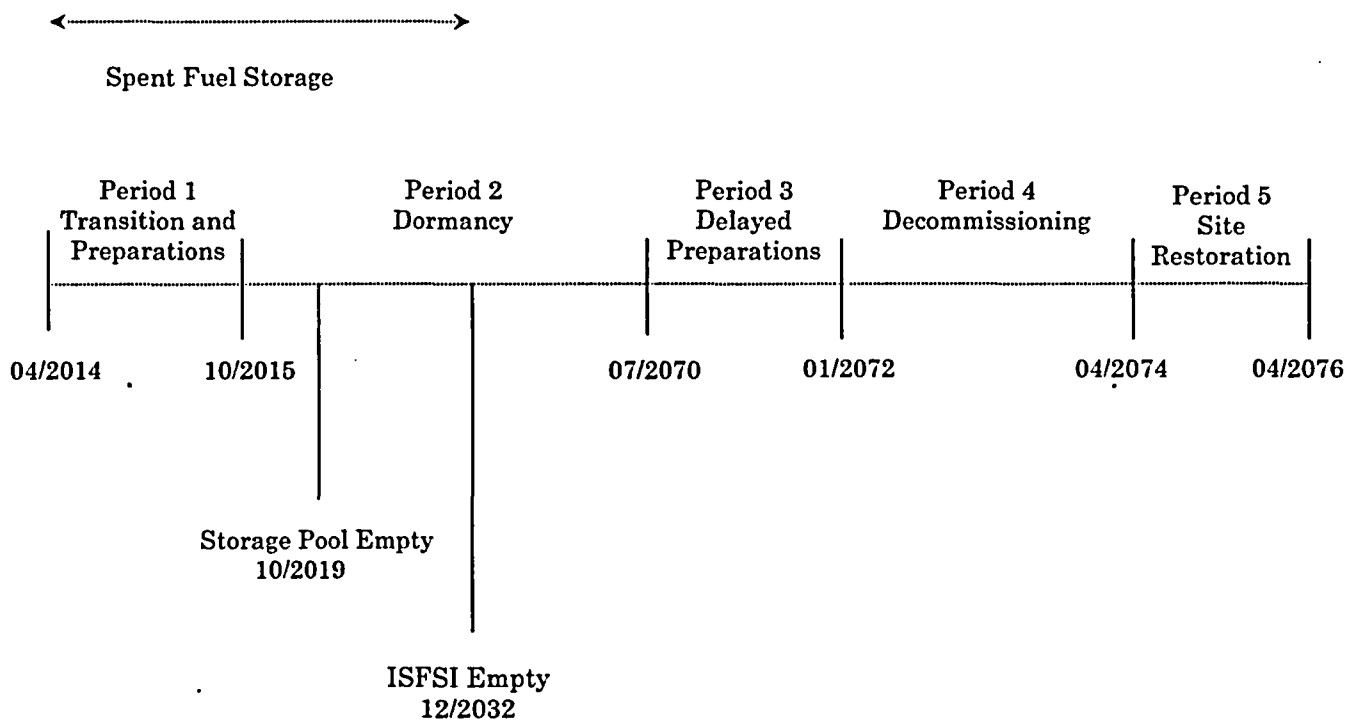 Spent Fuel Storage
Period 1
Transition and
Preparations
Period 2
Dormancy
Period 3
Delayed
Preparations
Period 4
Decommissioning
Period 5
Site
Restoration
04/2014
10/2015
07/2070
01/2072
04/2074
04/2076
Storage Pool Empty
10/2019
ISFSI Empty
12/2032